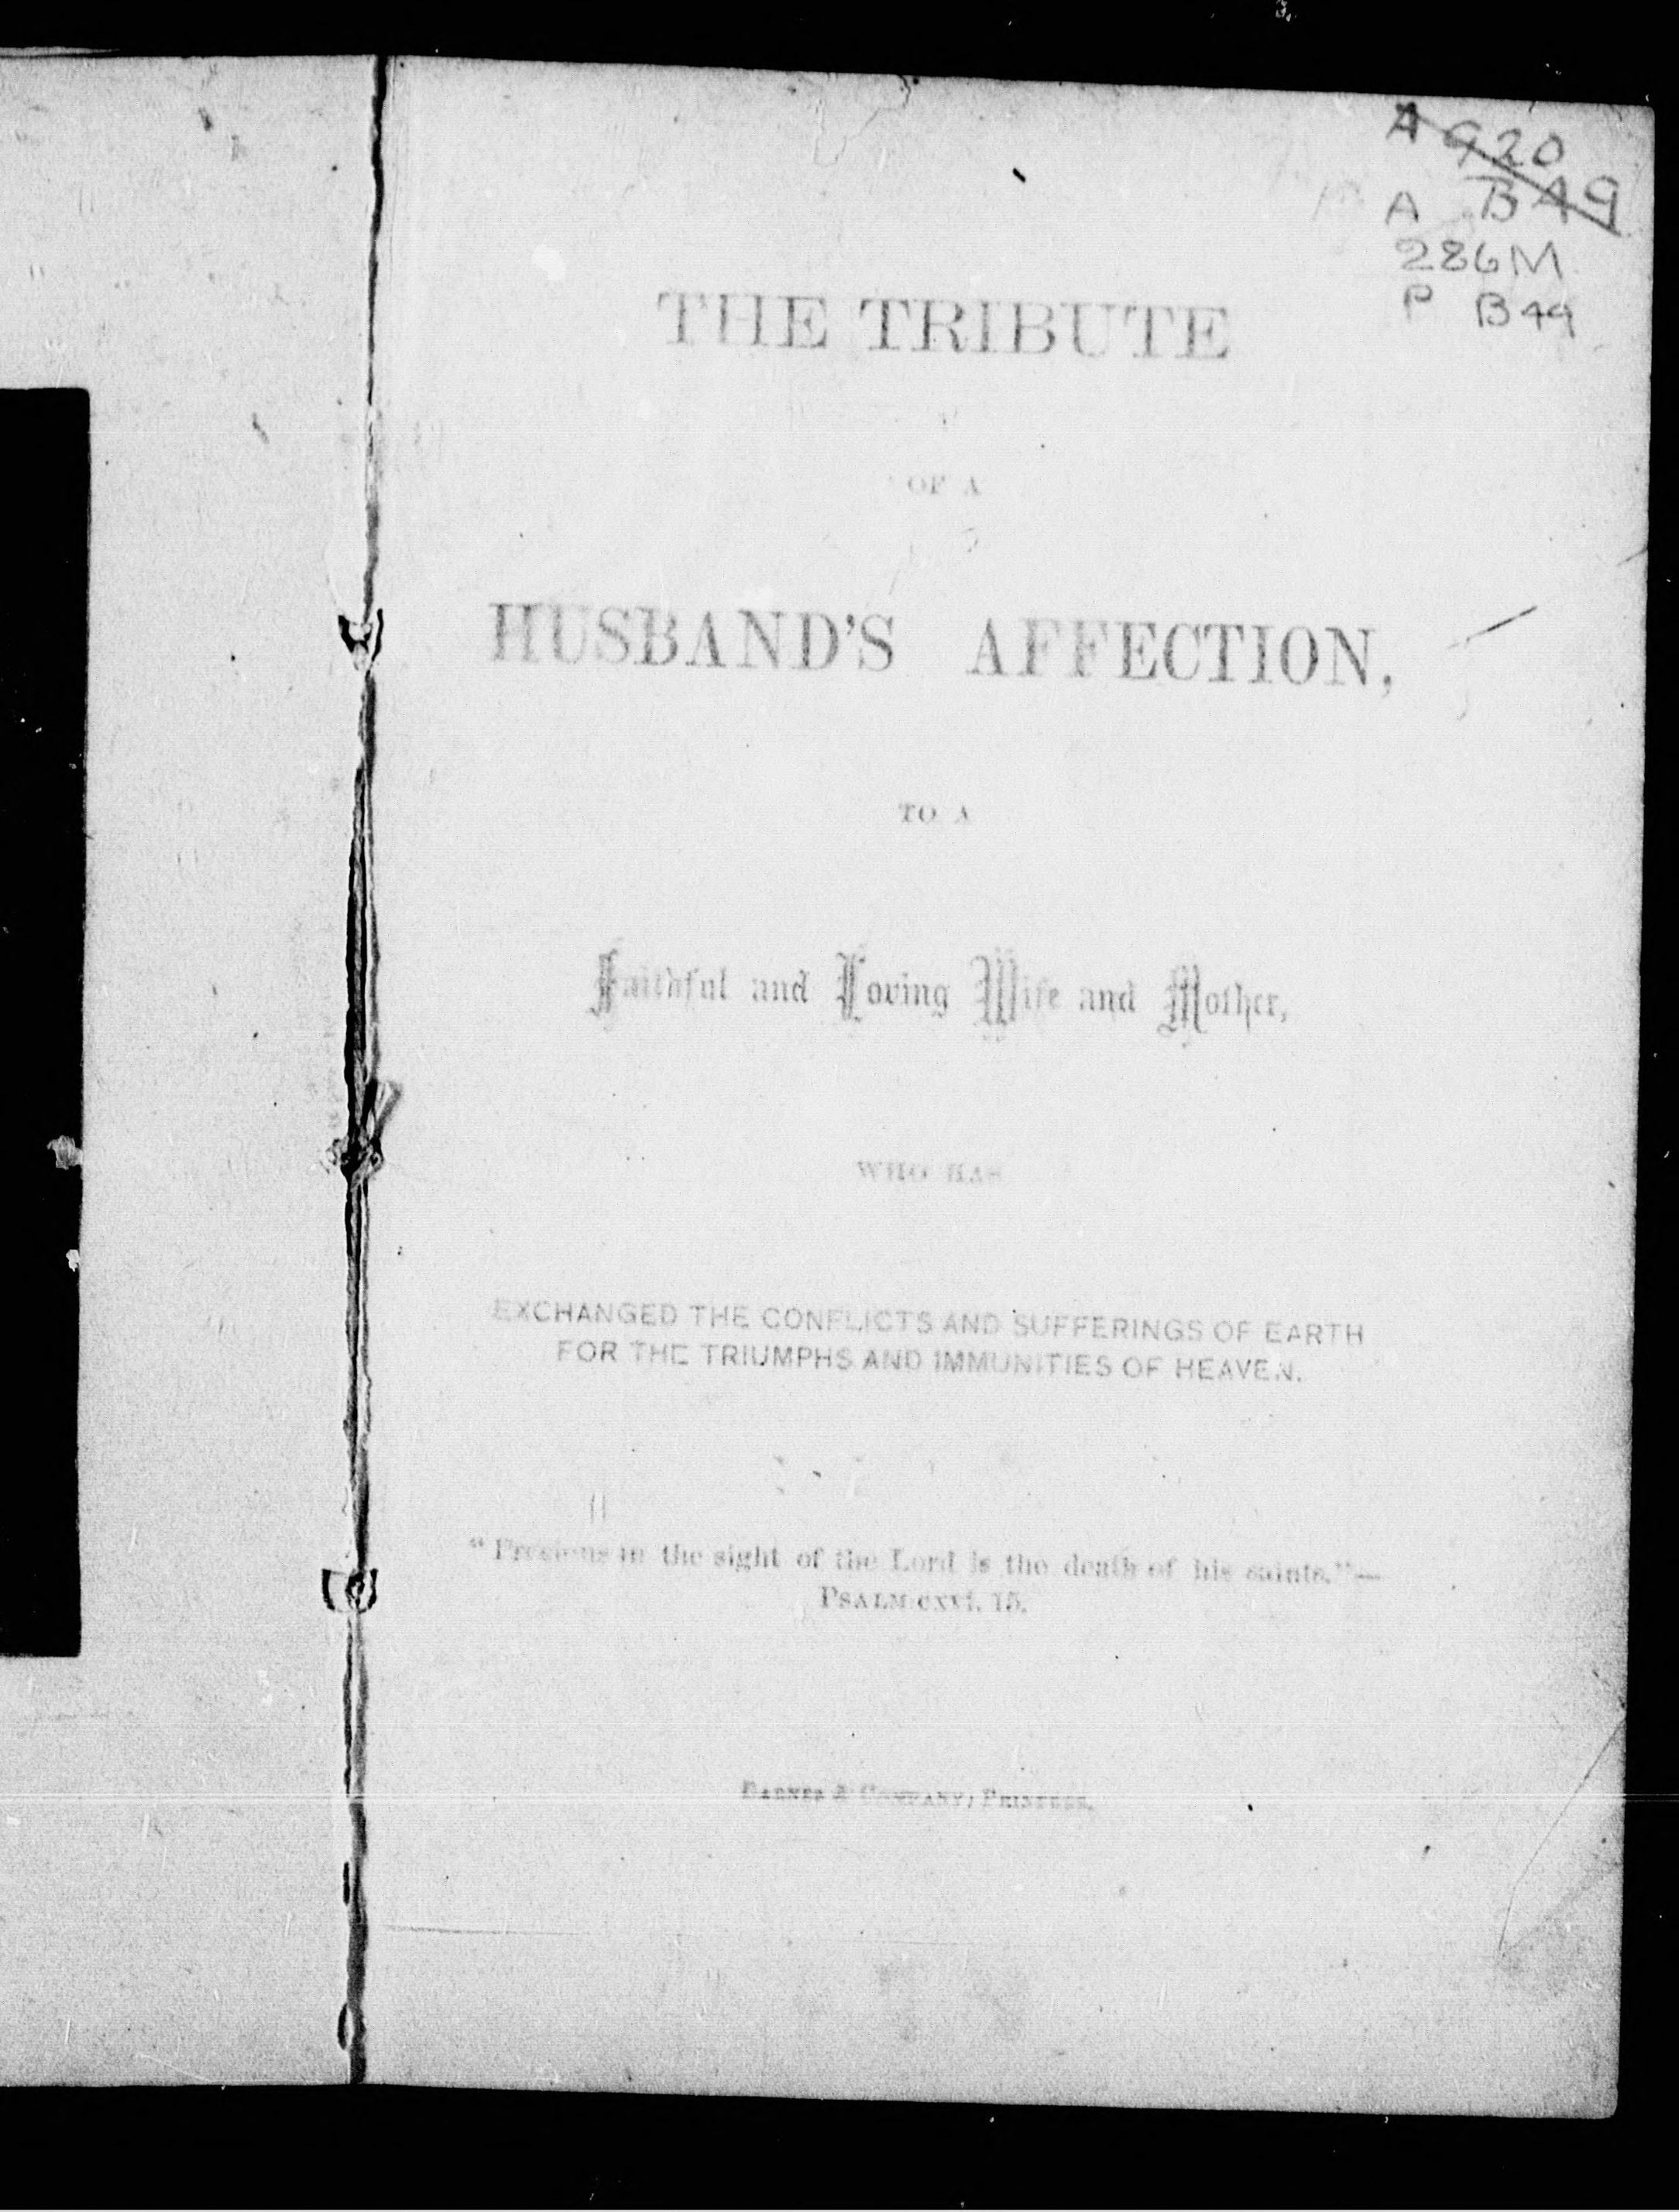 A 920
B49
A
286M
P B49
THE TRIBUTE
OF A
HUSBAND'S AFFECTION,
TO A
Faithful and Loving Wife and Mother,
WHO HAS
EXCHANGED THE CONFLICTS AND SUFFERINGS OF EARTH
FOR THE TRIUMPHS AND IMMUNITIES OF HEAVEN.
"Precious in the sight of the Lord is the death of his saints."—
PSALM cxvi. 15.
BARNES & COMPANY, PRINTERS.